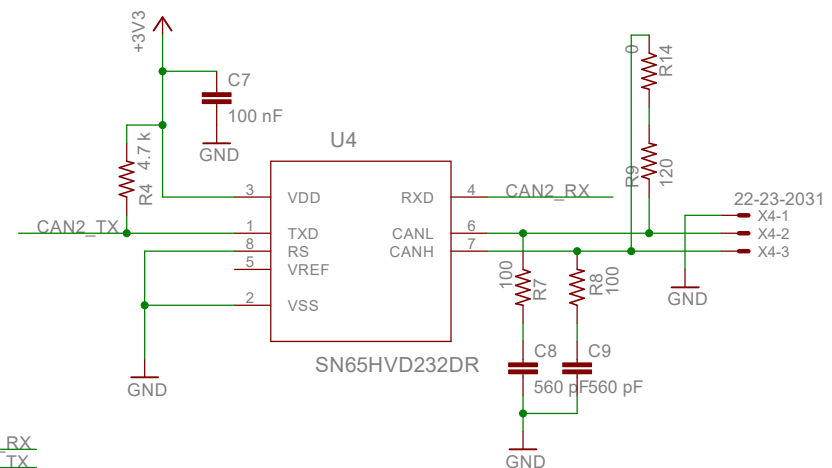 +3V3
C7
100 nF
GND
4.7 k
R4
CAN2_TX
U4
3
VDD
1
TXD
8
RS
5
VREF
2
VSS
RXD
4
CAN2_RX
CANL
6
CANH
7
SN65HVD232DR
GND
0
R14
R9
120
22-23-2031
X4-1
X4-2
X4-3
GND
100
R7
R8
100
C8
560 pF
C9
560 pF
GND
_RX
_TX